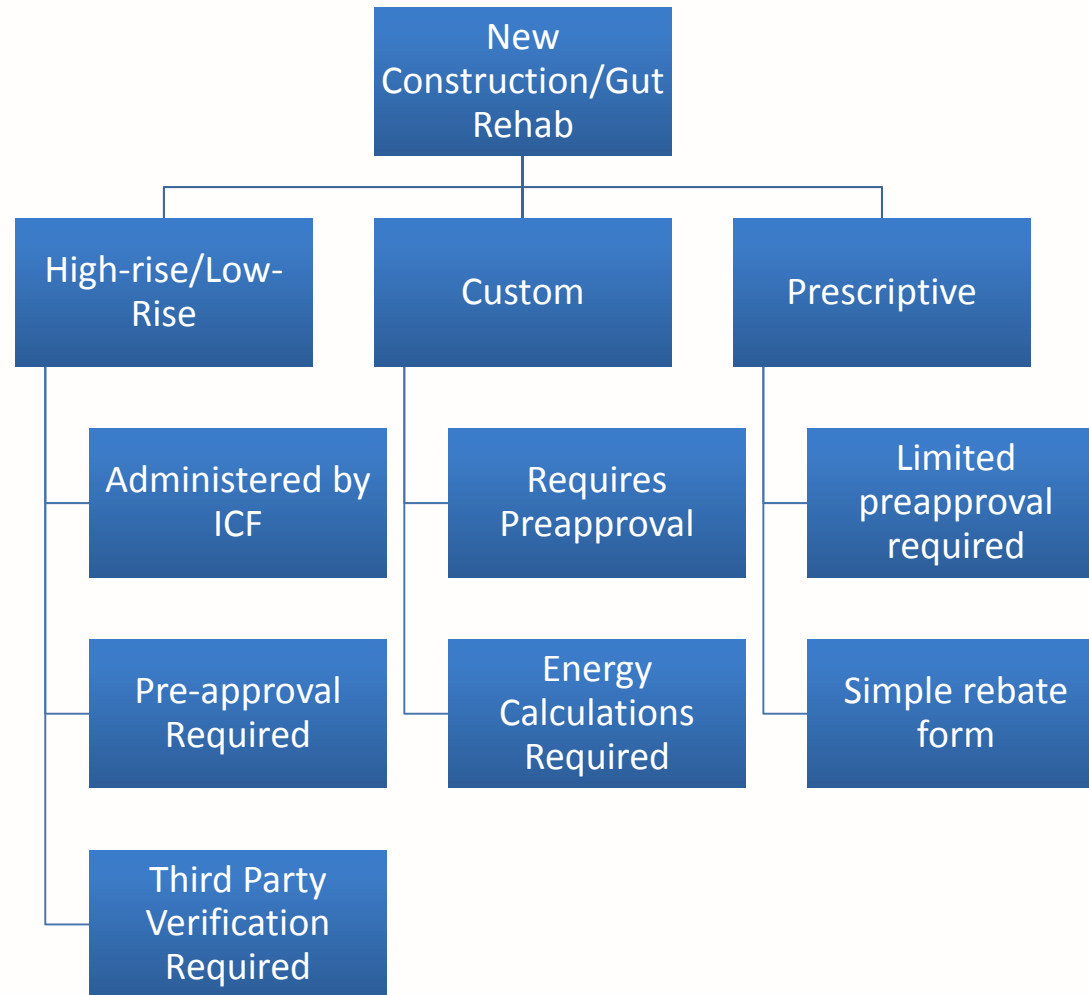 New
Construction/Gut
Rehab
High-rise/Low-
Rise
Custom
Prescriptive
Administered by
ICF
Requires
Preapproval
Limited
preapproval
required
Pre-approval
Required
Energy
Calculations
Required
Simple rebate
form
Third Party
Verification
Required